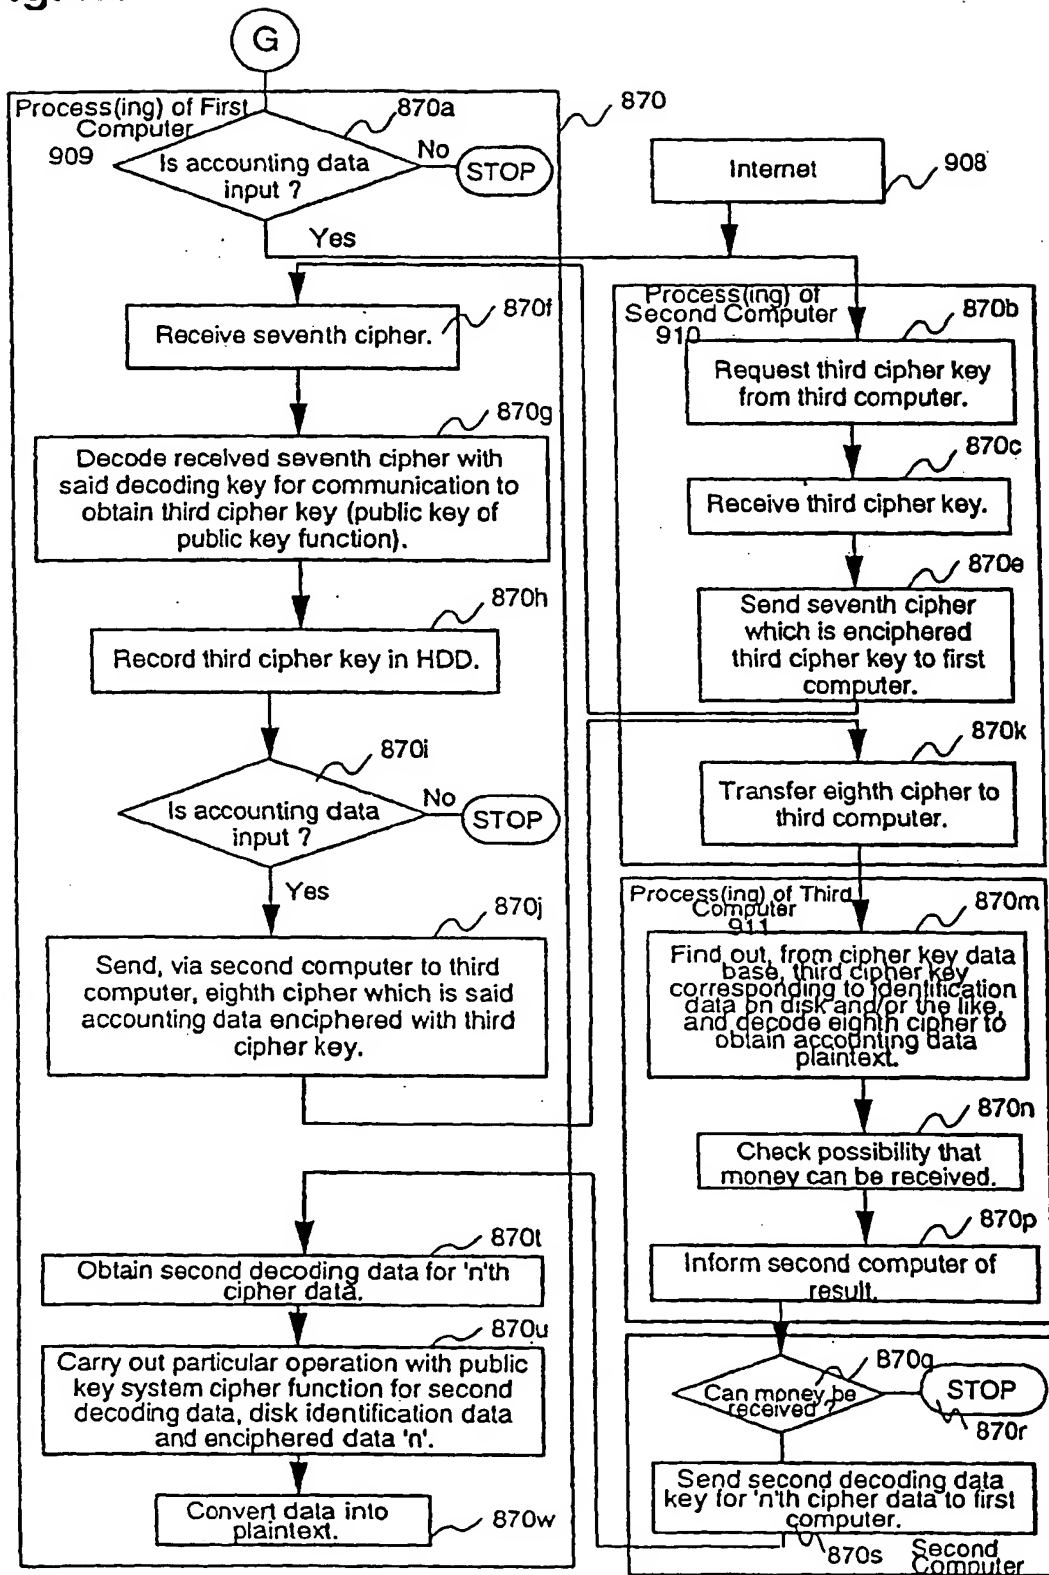 G
Process(ing) of First
Computer
909
870a
870
Is accounting data
input ?
No
STOP
Yes
Internet
908
Receive seventh cipher.
870f
Process(ing) of
Second Computer
910
870b
Request third cipher key
from third computer.
870g
Decode received seventh cipher with
said decoding key for communication to
obtain third cipher key (public key of
public key function).
870c
Receive third cipher key.
870e
Send seventh cipher
which is enciphered
third cipher key to first
computer.
870h
Record third cipher key in HDD.
870i
Is accounting data
input ?
No
STOP
Yes
870k
Transfer eighth cipher to
third computer.
870j
Send, via second computer to third
computer, eighth cipher which is said
accounting data enciphered with third
cipher key.
Process(ing) of Third
Computer
911
870m
Find out, from cipher key data
base, third cipher key
corresponding to identification
data on disk and/or the like,
and decode eighth cipher to
obtain accounting data
plaintext.
870n
Check possibility that
money can be received.
870p
Inform second computer of
result.
870t
Obtain second decoding data for 'n'th
cipher data.
870u
Carry out particular operation with public
key system cipher function for second
decoding data, disk identification data
and enciphered data 'n'.
Convert data into
plaintext.
870w
870q
Can money be
received ?
STOP
870r
Send second decoding data
key for 'n'th cipher data to first
computer.
870s
Second
Computer